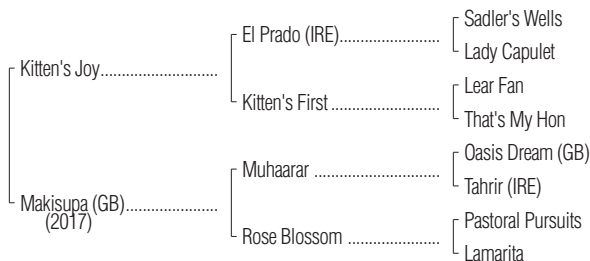 Sadler's Wells
El Prado (IRE)........................
Lady Capulet
Kitten's Joy............................
Lear Fan
Kitten's First..........................
That's My Hon
Oasis Dream (GB)
Muhaarar ..............................
Tahrir (IRE)
Makisupa (GB)......................
(2017)
Pastoral Pursuits
Rose Blossom ......................
Lamarita